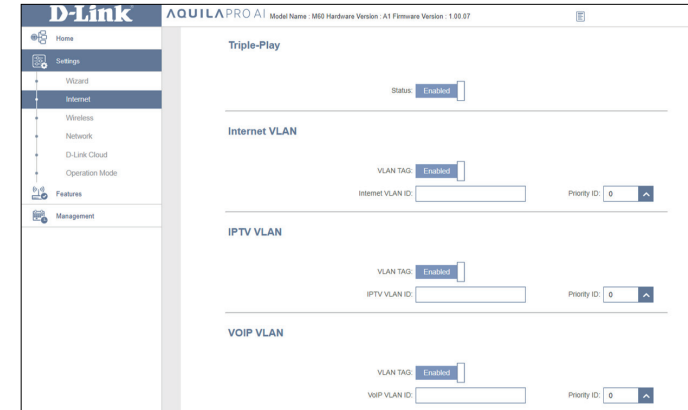 D-Link
AQUILA PRO AI Model Name : M60 Hardware Version : A1 Firmware Version : 1.00.07
Home
Settings
Wizard
Internet
Wireless
Network
D-Link Cloud
Operation Mode
Features
Management
Triple-Play
Status: Enabled
Internet VLAN
VLAN TAG: Enabled
Internet VLAN ID: Priority ID: 0
IPTV VLAN
VLAN TAG: Enabled
IPTV VLAN ID: Priority ID: 0
VOIP VLAN
VLAN TAG: Enabled
VoIP VLAN ID: Priority ID: 0